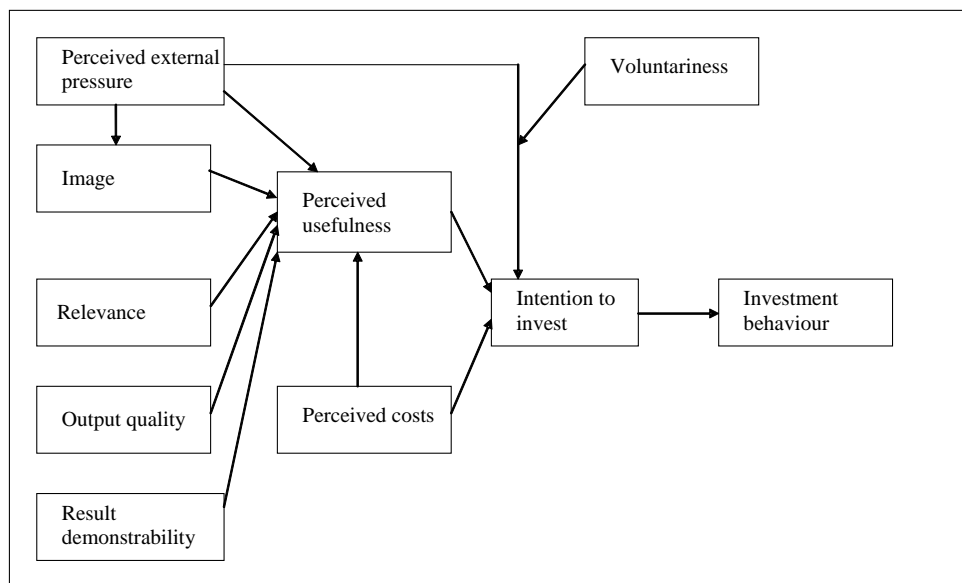 Perceived external
pressure
Voluntariness
Image
Perceived
usefulness
Relevance
Intention to
invest
Investment
behaviour
Output quality
Perceived costs
Result
demonstrability